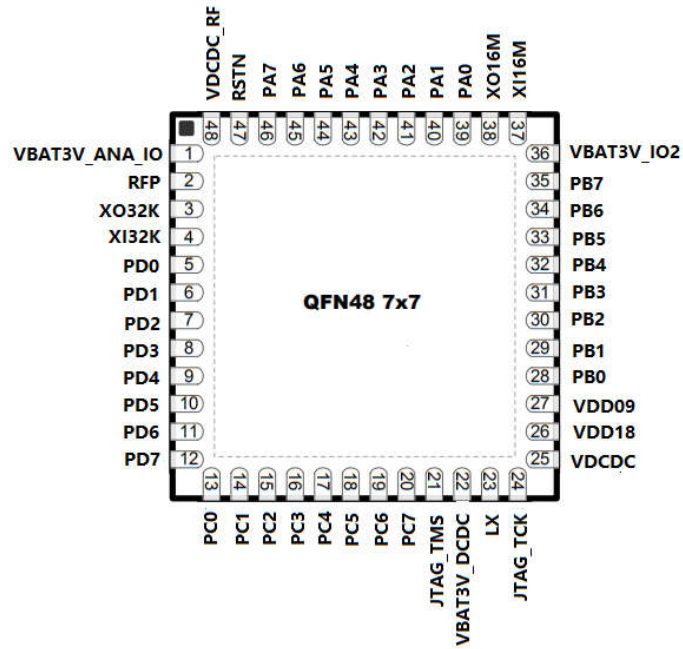 VDCDC_RF
RSTN
PA7
PA6
PA5
PA4
PA3
PA2
PA1
PA0
XO16M
XI16M
48
47
46
45
44
43
42
41
40
39
38
37
VBAT3V_ANA_IO 1
RFP 2
XO32K 3
XI32K 4
PD0 5
PD1 6
PD2 7
PD3 8
PD4 9
PD5 10
PD6 11
PD7 12
QFN48 7x7
36 VBAT3V_IO2
35 PB7
34 PB6
33 PB5
32 PB4
31 PB3
30 PB2
29 PB1
28 PB0
27 VDD09
26 VDD18
25 VDCDC
13
14
15
16
17
18
19
20
21
22
23
24
PC0
PC1
PC2
PC3
PC4
PC5
PC6
PC7
JTAG_TMS
VBAT3V_DCDC
LX
JTAG_TCK